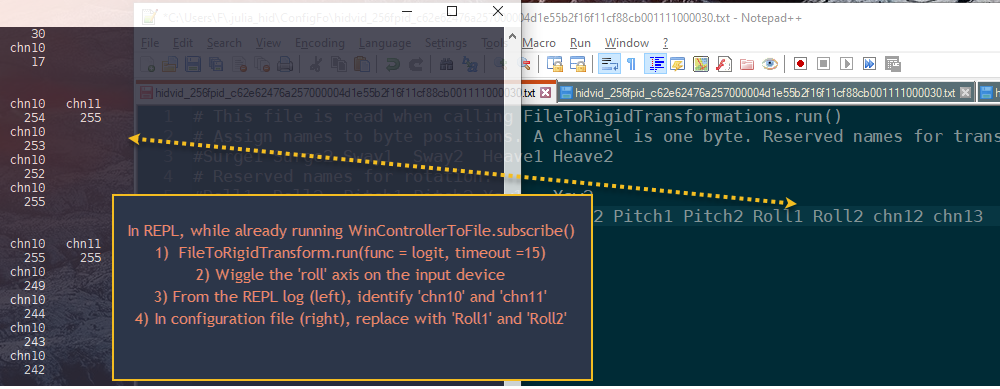 30
chn10
17
chn10 chn11
254 255
chn10
253
chn10
252
chn10
255
chn10 chn11
255 255
chn10
249
chn10
244
chn10
243
chn10
242
*C:\Users\F\.julia_hid\ConfigFo\hidvid_256fpid_c62e62476a257000004d1e55b2f16f11cf88cb001111000030.txt - Notepad++
File Edit Search View Encoding Language Settings Tools Macro Run Window ?
hidvid_256fpid_c62e62476a257000004d1e55b2f16f11cf88cb001111000030.txt hidvid_256fpid_c62e62476a257000004d1e55b2f16f11cf88cb001111000030.txt
1 # This file is read when calling FileToRigidTransformations.run()
2 # Assign names to byte positions. A channel is one byte. Reserved names for trans
3 #Surge1 Surge2 Sway1 Sway2 Heave1 Heave2
# Reserved names for rotation:
#Roll1 Roll2 Pitch1 Pitch2 Yaw2
2 Pitch1 Pitch2 Roll1 Roll2 chn12 chn13
In REPL, while already running WinControllerToFile.subscribe()
1) FileToRigidTransform.run(func = logit, timeout =15)
2) Wiggle the 'roll' axis on the input device
3) From the REPL log (left), identify 'chn10' and 'chn11'
4) In configuration file (right), replace with 'Roll1' and 'Roll2'